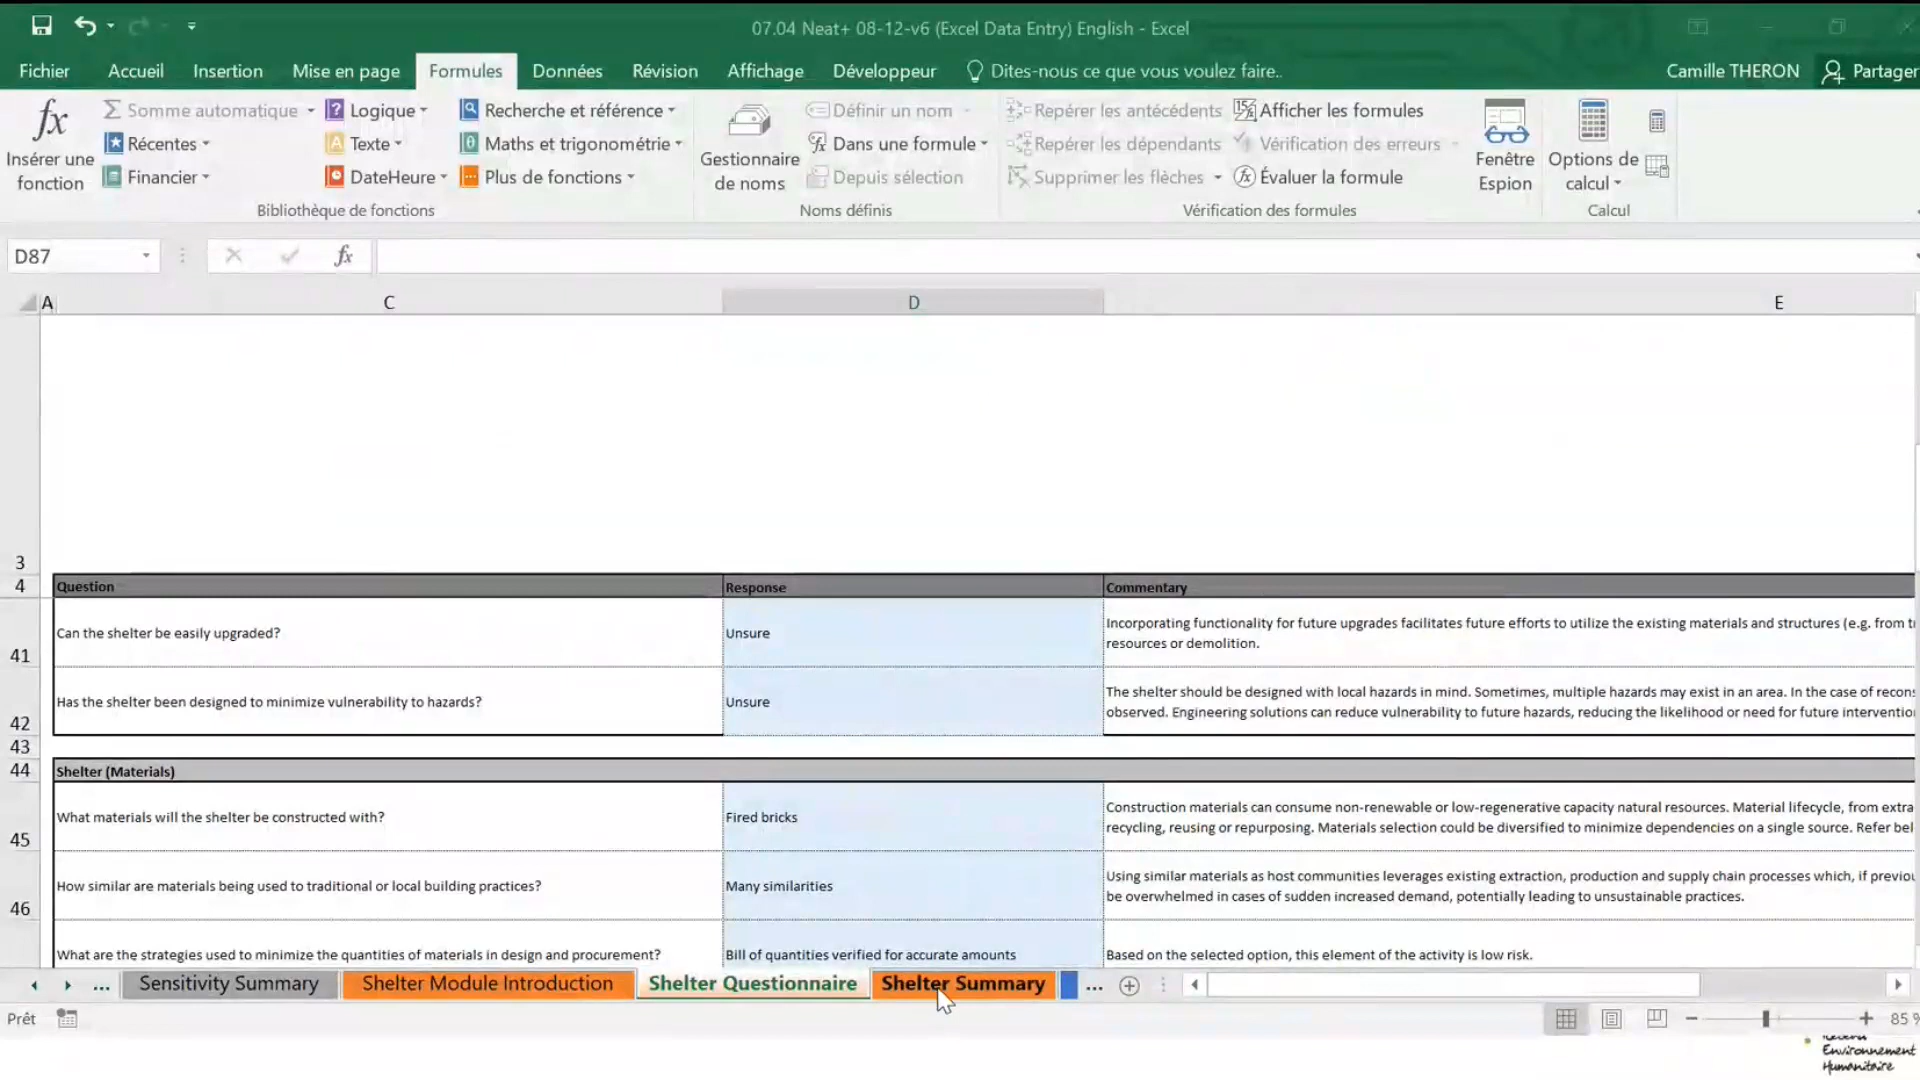 07.04 Neat+ 08-12-v6 (Excel Data Entry) English - Excel
Fichier Accueil Insertion Mise en page Formules Données Révision Affichage Développeur Dites-nous ce que vous voulez faire.. Camille THERON Partager
fx Somme automatique Logique Recherche et référence Définir un nom Repérer les antécédents Afficher les formules
Insérer une fonction Récentes Texte Maths et trigonométrie Gestionnaire de noms Dans une formule Repérer les dépendants Vérification des erreurs Fenêtre Espion Options de calcul
Financier DateHeure Plus de fonctions Depuis sélection Supprimer les flèches Évaluer la formule
Bibliothèque de fonctions Noms définis Vérification des formules Calcul
D87 fx
A C D E
3
4 Question Response Commentary
41 Can the shelter be easily upgraded? Unsure Incorporating functionality for future upgrades facilitates future efforts to utilize the existing materials and structures (e.g. from
resources or demolition.
42 Has the shelter been designed to minimize vulnerability to hazards? Unsure The shelter should be designed with local hazards in mind. Sometimes, multiple hazards may exist in an area. In the case of
observed. Engineering solutions can reduce vulnerability to future hazards, reducing the likelihood or need for future
43
44 Shelter (Materials)
45 What materials will the shelter be constructed with? Fired bricks Construction materials can consume non-renewable or low-regenerative capacity natural resources. Material lifecycle, from
recycling, reusing or repurposing. Materials selection could be diversified to minimize dependencies on a single source. Refer
46 How similar are materials being used to traditional or local building practices? Many similarities Using similar materials as host communities leverages existing extraction, production and supply chain processes which, if
be overwhelmed in cases of sudden increased demand, potentially leading to unsustainable practices.
What are the strategies used to minimize the quantities of materials in design and procurement? Bill of quantities verified for accurate amounts Based on the selected option, this element of the activity is low risk.
... Sensitivity Summary Shelter Module Introduction Shelter Questionnaire Shelter Summary ...
Prêt 85 %
Environnement
Humanitaire